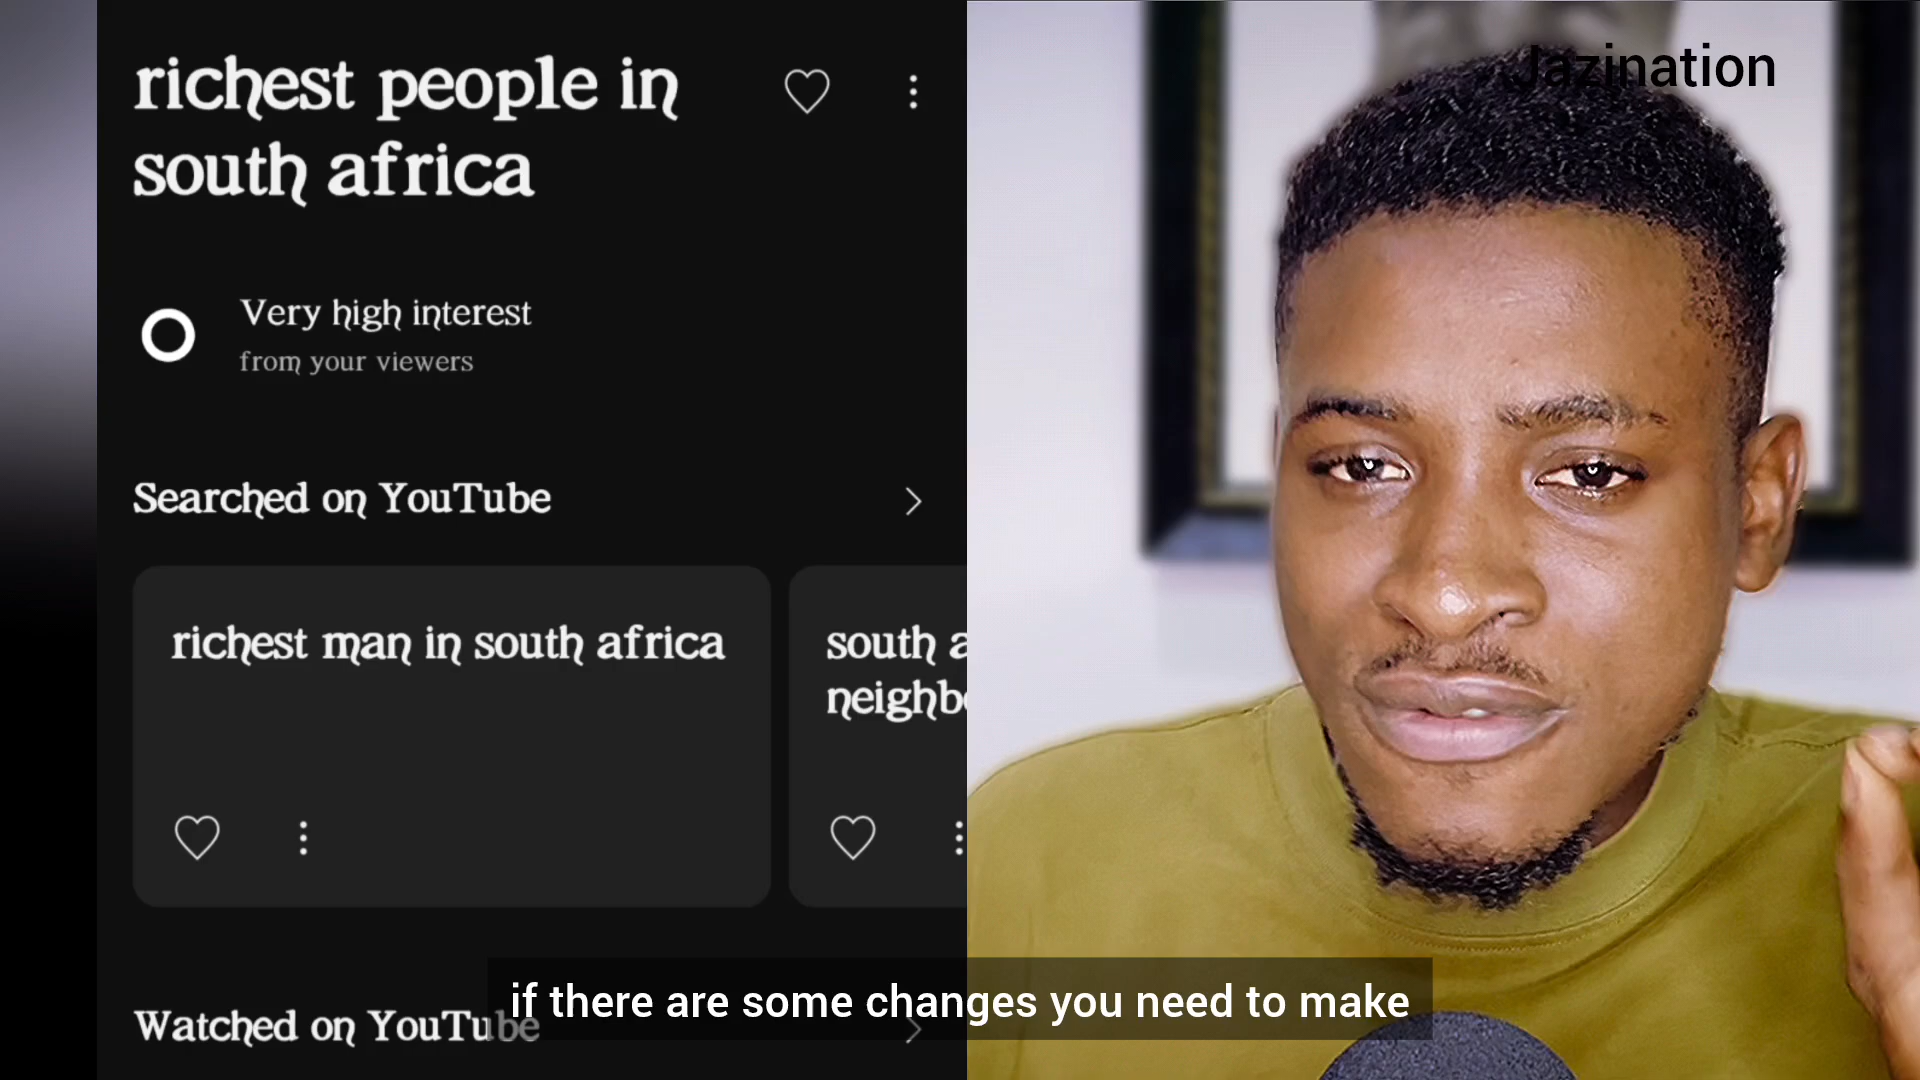 richest people in
south africa
Very high interest
from your viewers
Searched on YouTube
richest man in south africa
south a
neighb
Watched on YouTube
Jazination
if there are some changes you need to make